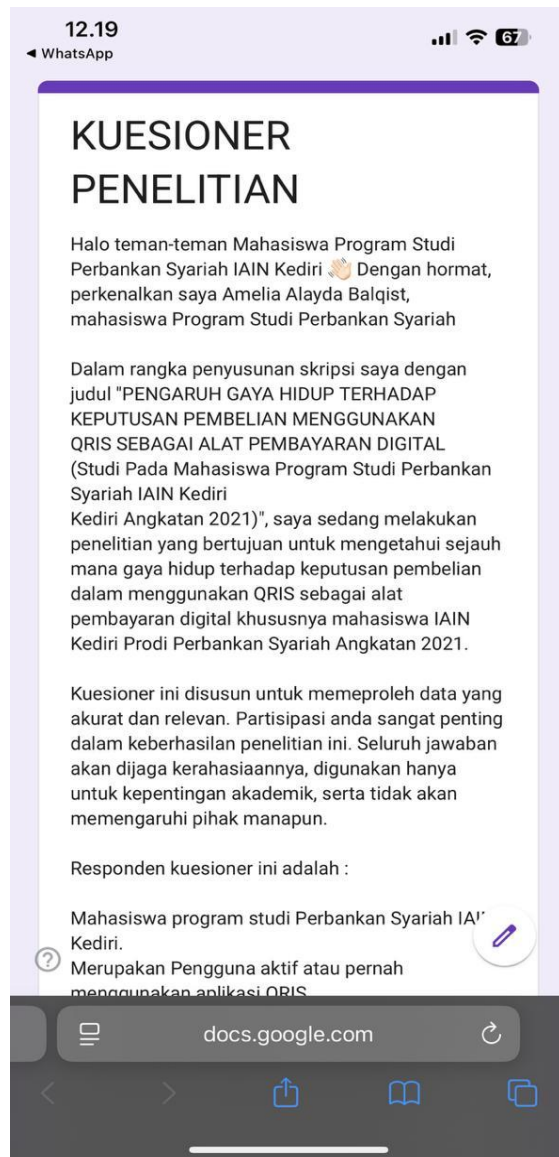 12.19
67
◀ WhatsApp
KUESIONER
PENELITIAN
Halo teman-teman Mahasiswa Program Studi
Perbankan Syariah IAIN Kediri 👋🏻 Dengan hormat,
perkenalkan saya Amelia Alayda Balqist,
mahasiswa Program Studi Perbankan Syariah
Dalam rangka penyusunan skripsi saya dengan
judul "PENGARUH GAYA HIDUP TERHADAP
KEPUTUSAN PEMBELIAN MENGGUNAKAN
QRIS SEBAGAI ALAT PEMBAYARAN DIGITAL
(Studi Pada Mahasiswa Program Studi Perbankan
Syariah IAIN Kediri
Kediri Angkatan 2021)", saya sedang melakukan
penelitian yang bertujuan untuk mengetahui sejauh
mana gaya hidup terhadap keputusan pembelian
dalam menggunakan QRIS sebagai alat
pembayaran digital khususnya mahasiswa IAIN
Kediri Prodi Perbankan Syariah Angkatan 2021.
Kuesioner ini disusun untuk memeproleh data yang
akurat dan relevan. Partisipasi anda sangat penting
dalam keberhasilan penelitian ini. Seluruh jawaban
akan dijaga kerahasiaannya, digunakan hanya
untuk kepentingan akademik, serta tidak akan
memengaruhi pihak manapun.
Responden kuesioner ini adalah :
Mahasiswa program studi Perbankan Syariah IAI
Kediri.
Merupakan Pengguna aktif atau pernah
menggunakan aplikasi QRIS
docs.google.com